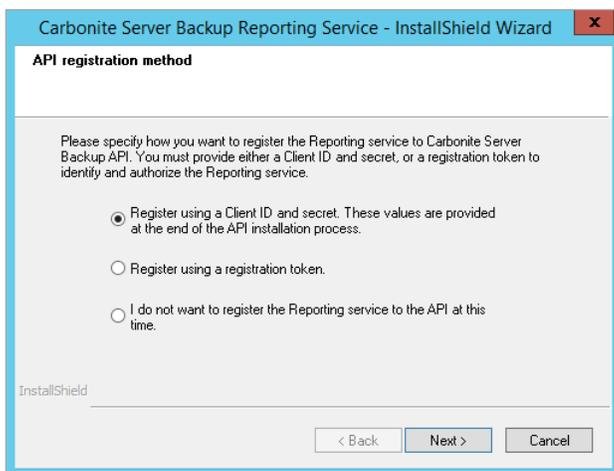 Carbonite Server Backup Reporting Service - InstallShield Wizard
x
API registration method
Please specify how you want to register the Reporting service to Carbonite Server
Backup API. You must provide either a Client ID and secret, or a registration token to
identify and authorize the Reporting service.
Register using a Client ID and secret. These values are provided
at the end of the API installation process.
Register using a registration token.
I do not want to register the Reporting service to the API at this
time.
InstallShield
< Back
Next >
Cancel